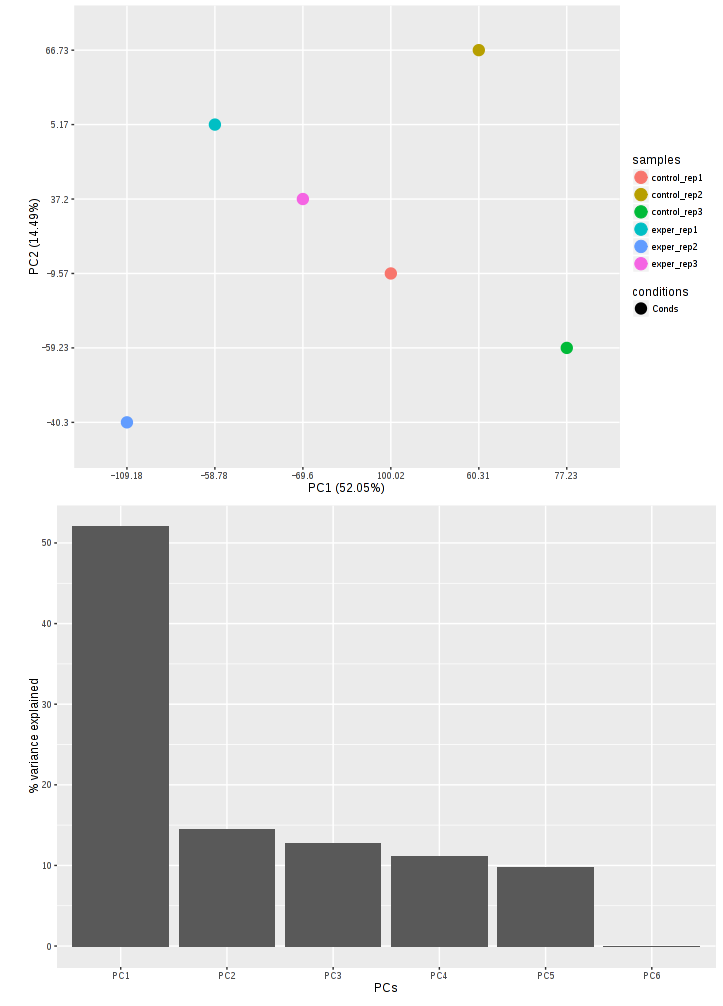 66.73
5.17
37.2
−9.57
−59.23
−40.3
PC2 (14.49%)
−109.18
−58.78
−69.6
100.02
60.31
77.23
PC1 (52.05%)
samples
control_rep1
control_rep2
control_rep3
exper_rep1
exper_rep2
exper_rep3
conditions
Conds
50
40
30
20
10
0
% variance explained
PC1
PC2
PC3
PC4
PC5
PC6
PCs